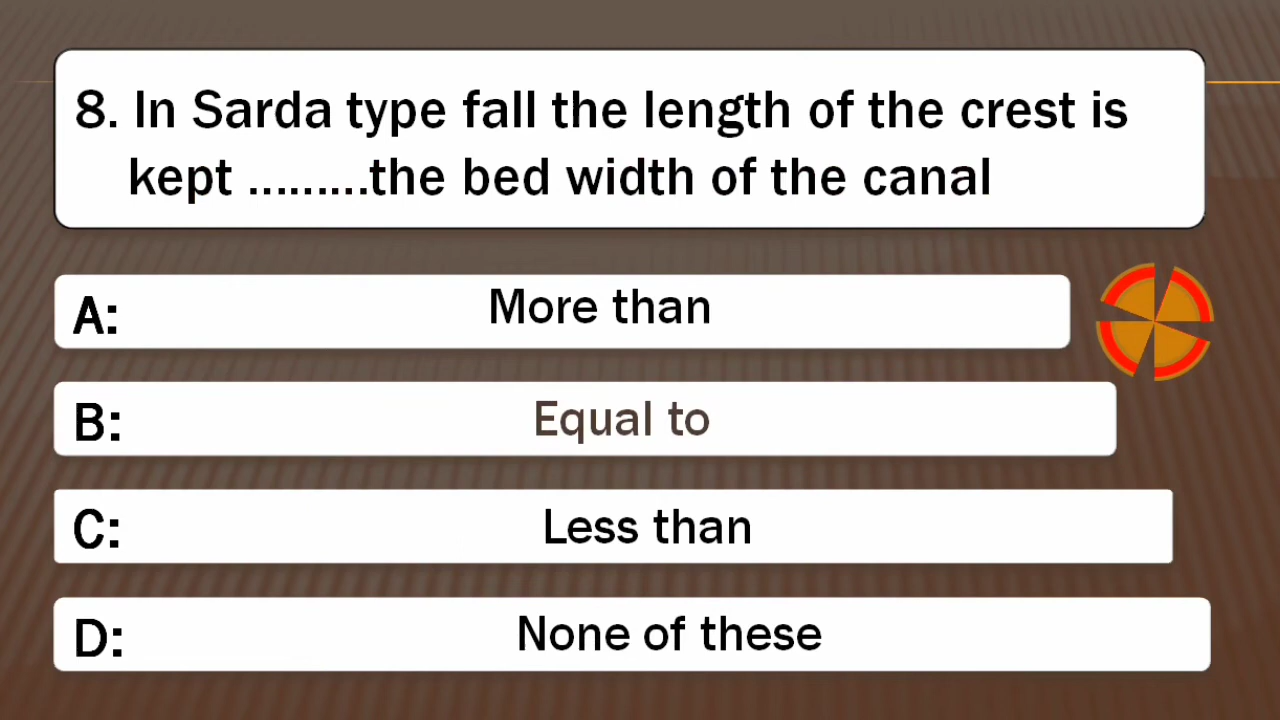 8. In Sarda type fall the length of the crest is
kept .........the bed width of the canal
A: More than
B: Equal to
C: Less than
D: None of these